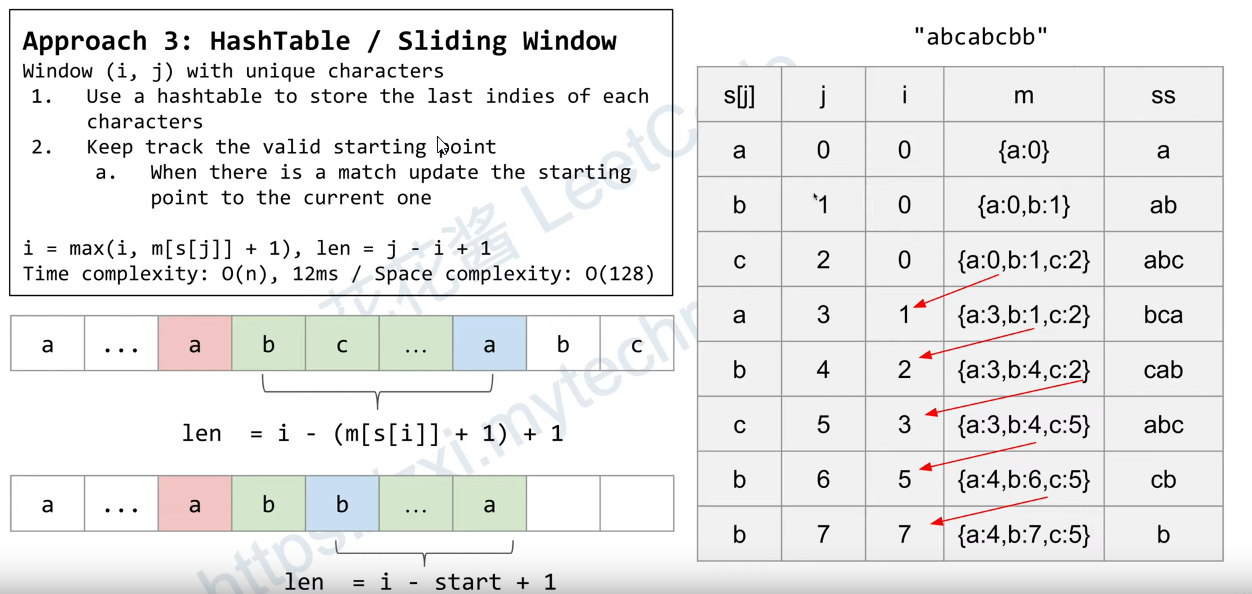 Approach 3: HashTable / Sliding Window
Window (i, j) with unique characters
1. Use a hashtable to store the last indies of each
characters
2. Keep track the valid starting point
a. When there is a match update the starting
point to the current one
i = max(i, m[s[j]] + 1), len = j - i + 1
Time complexity: O(n), 12ms / Space complexity: O(128)
a ... a b c ... a b c
len = i - (m[s[i]] + 1) + 1
a ... a b b ... a
len = i - start + 1
"abcabcbb"
s[j] j i m ss
a 0 0 {a:0} a
b 1 0 {a:0,b:1} ab
c 2 0 {a:0,b:1,c:2} abc
a 3 1 {a:3,b:1,c:2} bca
b 4 2 {a:3,b:4,c:2} cab
c 5 3 {a:3,b:4,c:5} abc
b 6 5 {a:4,b:6,c:5} cb
b 7 7 {a:4,b:7,c:5} b
花花酱 LeetCo
https://zxi.mytechr